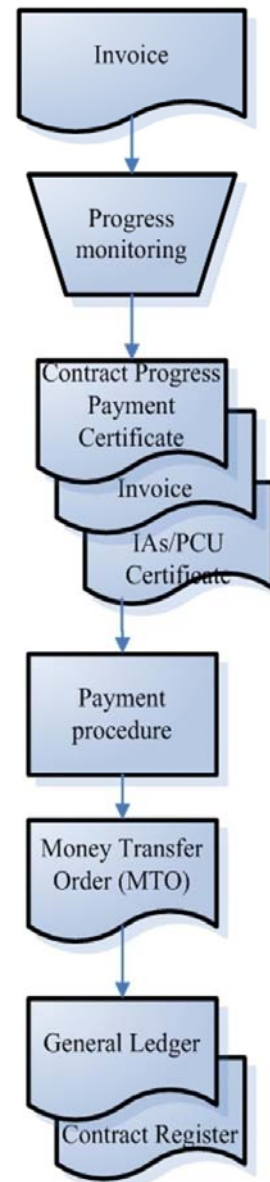 Invoice
Progress
monitoring
Contract Progress
Payment
Certificate
Invoice
IAs/PCU
Certificate
Payment
procedure
Money Transfer
Order (MTO)
General Ledger
Contract Register